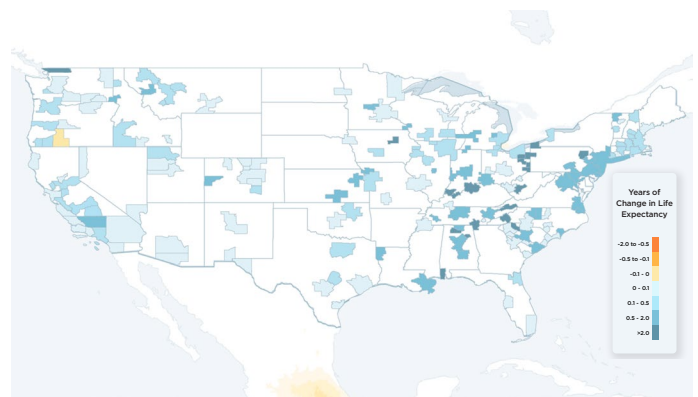 Years of
Change in Life
Expectancy
-2.0 to -0.5
-0.5 to -0.1
-0.1 - 0
0 - 0.1
0.1 - 0.5
0.5 - 2.0
>2.0